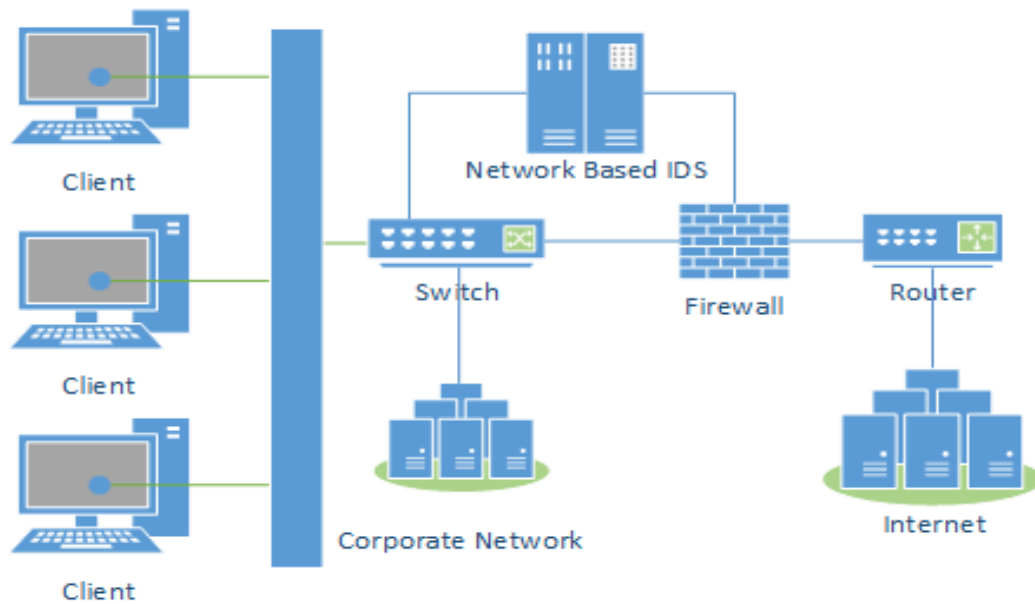 Client
Network Based IDS
Switch
Firewall
Router
Client
Corporate Network
Internet
Client